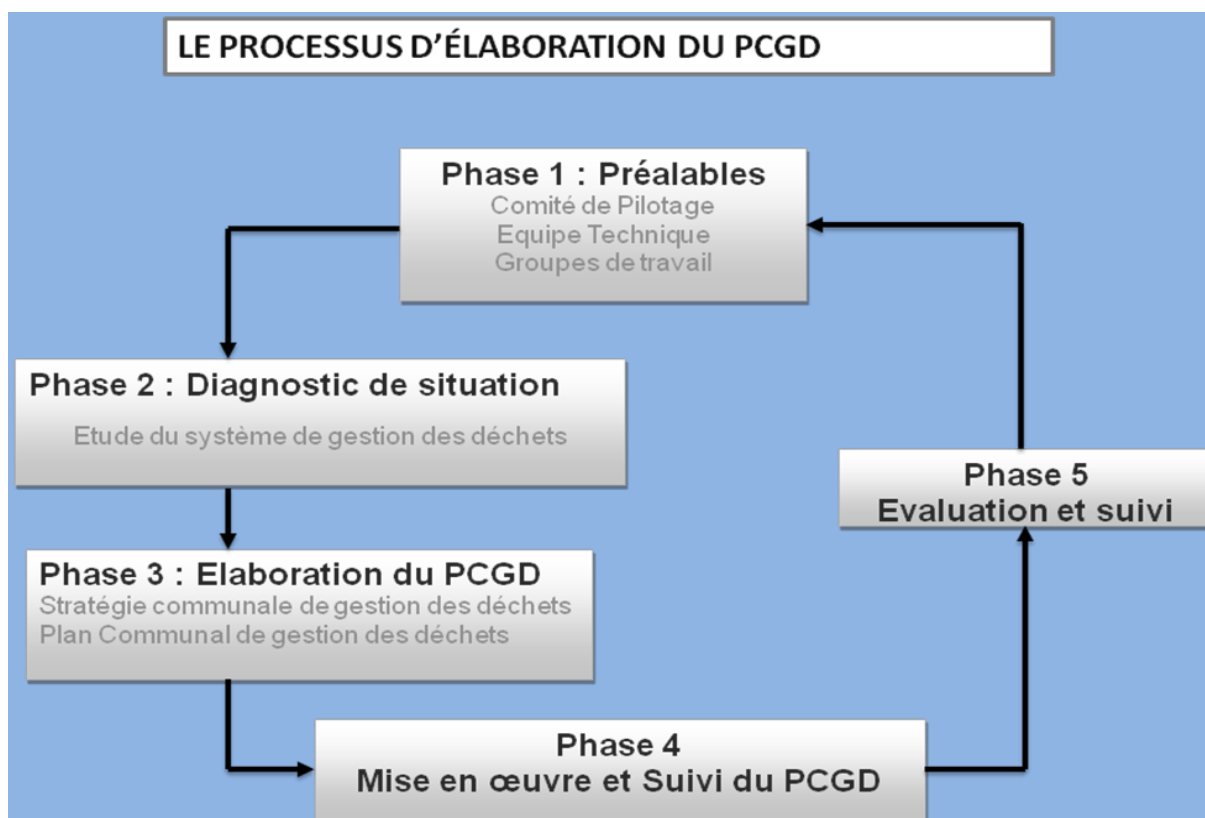 LE PROCESSUS D'ÉLABORATION DU PCGD
Phase 1 : Préalables
Comité de Pilotage
Equipe Technique
Groupes de travail
Phase 2 : Diagnostic de situation
Etude du système de gestion des déchets
Phase 3 : Elaboration du PCGD
Stratégie communale de gestion des déchets
Plan Communal de gestion des déchets
Phase 4
Mise en œuvre et Suivi du PCGD
Phase 5
Evaluation et suivi